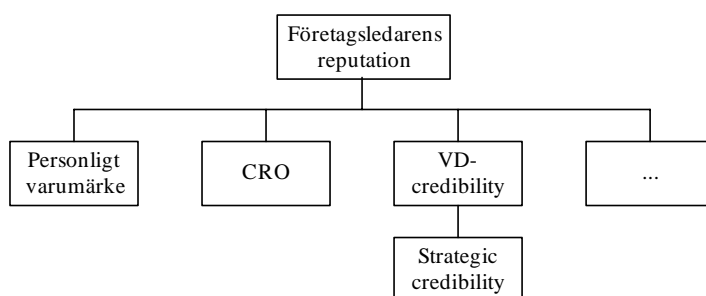 Företagsledarens
reputation
Personligt
varumärke
CRO
VD-
credibility
...
Strategic
credibility